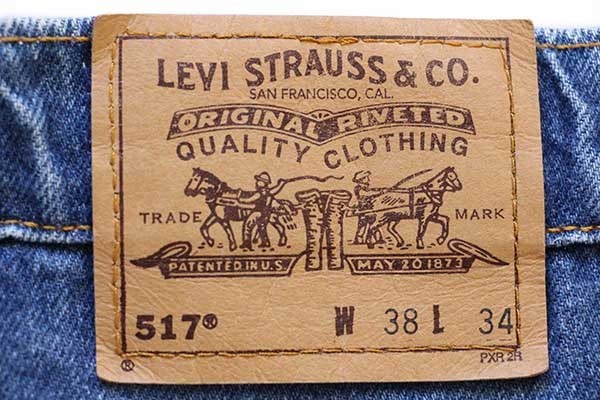 LEVI STRAUSS & CO.
SAN FRANCISCO, CAL.
ORIGINAL RIVETED
QUALITY CLOTHING
TRADE MARK
PATENTED IN U.S. MAY 20 1873
517® W 38 L 34
® PXR 2R